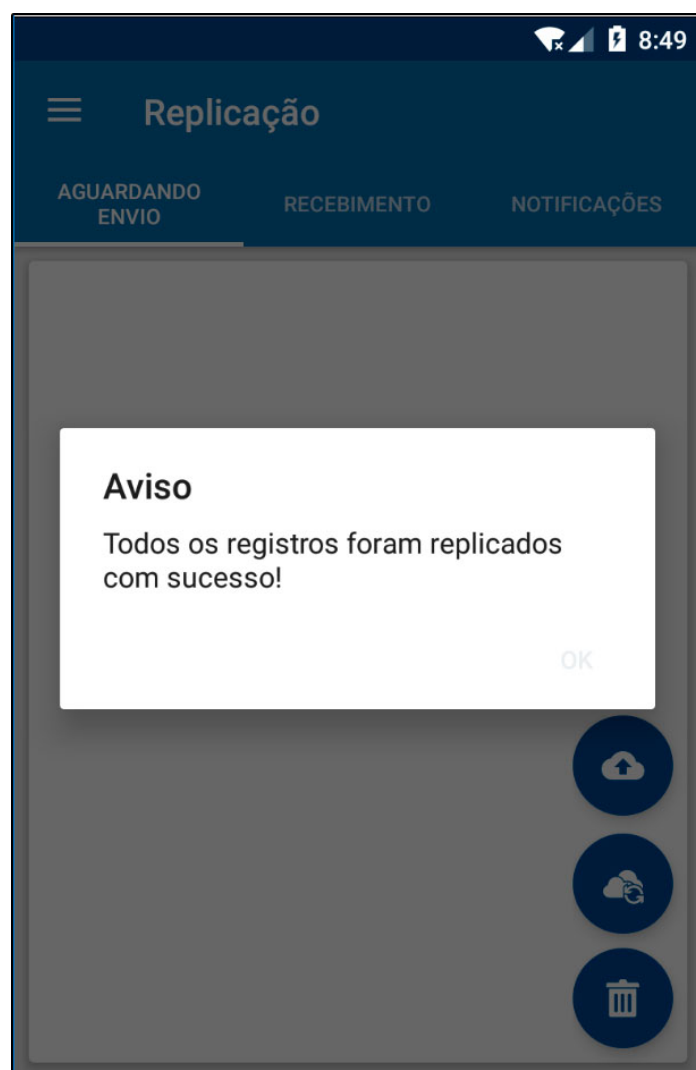 8:49
Replicação
AGUARDANDO
ENVIO
RECEBIMENTO
NOTIFICAÇÕES
Aviso
Todos os registros foram replicados
com sucesso!
OK